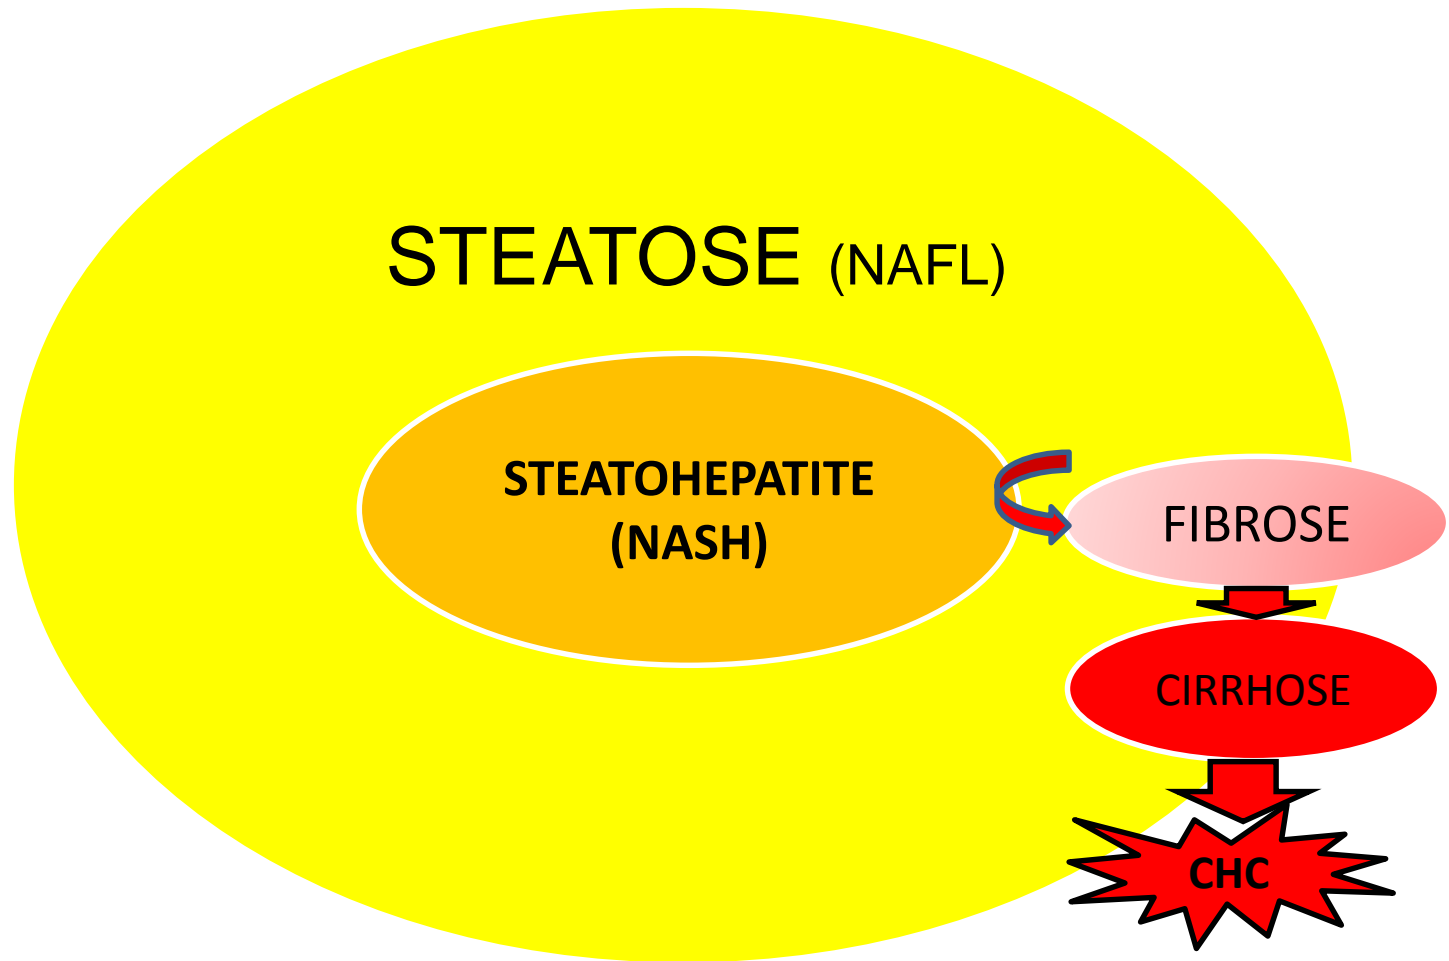 STEATOSE (NAFL)
STEATOHEPATITE
(NASH)
FIBROSE
CIRRHOSE
CHC